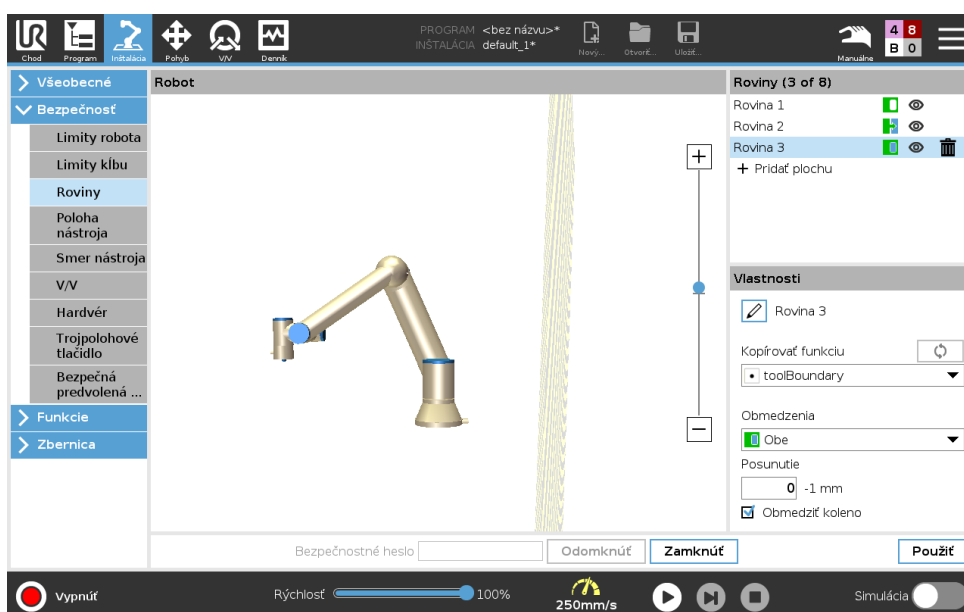 PROGRAM <bez názvu>*
INŠTALÁCIA default_1*
Chod Program Inštalácia Pohyb V/V Denník Nový... Otvoriť... Uložiť... Manuálne
4 8
B 0
Všeobecné
Bezpečnosť
Limity robota
Limity kĺbu
Roviny
Poloha
nástroja
Smer nástroja
V/V
Hardvér
Trojpolohové
tlačidlo
Bezpečná
predvolená ...
Funkcie
Zbernica
Robot
Roviny (3 of 8)
Rovina 1
Rovina 2
Rovina 3
+ Pridať plochu
Vlastnosti
Rovina 3
Kopírovať funkciu
toolBoundary
Obmedzenia
Obe
Posunutie
0 -1 mm
Obmedziť koleno
Bezpečnostné heslo Odomknúť Zamknúť Použiť
Vypnúť Rýchlosť 100% 250mm/s Simulácia